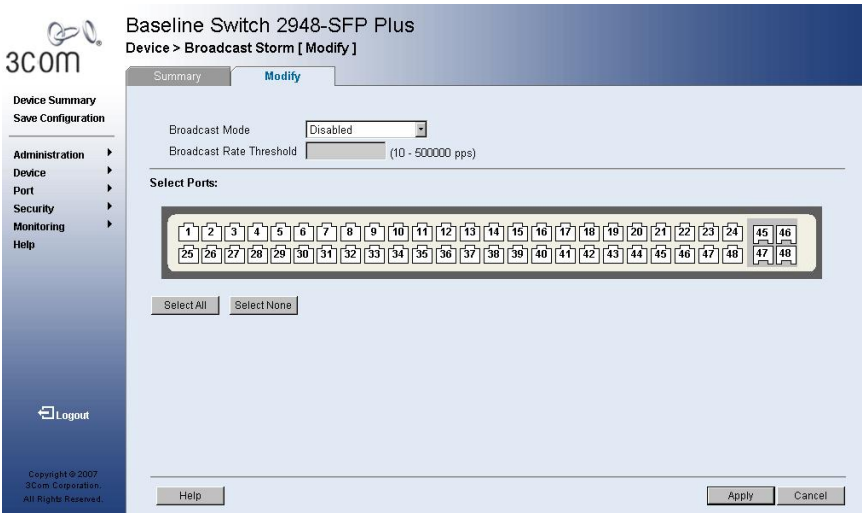 Baseline Switch 2948-SFP Plus
Device > Broadcast Storm [ Modify ]
3COM
Summary Modify
Device Summary
Save Configuration
Administration
Device
Port
Security
Monitoring
Help
Broadcast Mode Disabled
Broadcast Rate Threshold (10 - 500000 pps)
Select Ports:
1 2 3 4 5 6 7 8 9 10 11 12 13 14 15 16 17 18 19 20 21 22 23 24 45 46
25 26 27 28 29 30 31 32 33 34 35 36 37 38 39 40 41 42 43 44 45 46 47 48 47 48
Select All Select None
Logout
Copyright © 2007
3Com Corporation.
All Rights Reserved.
Help Apply Cancel